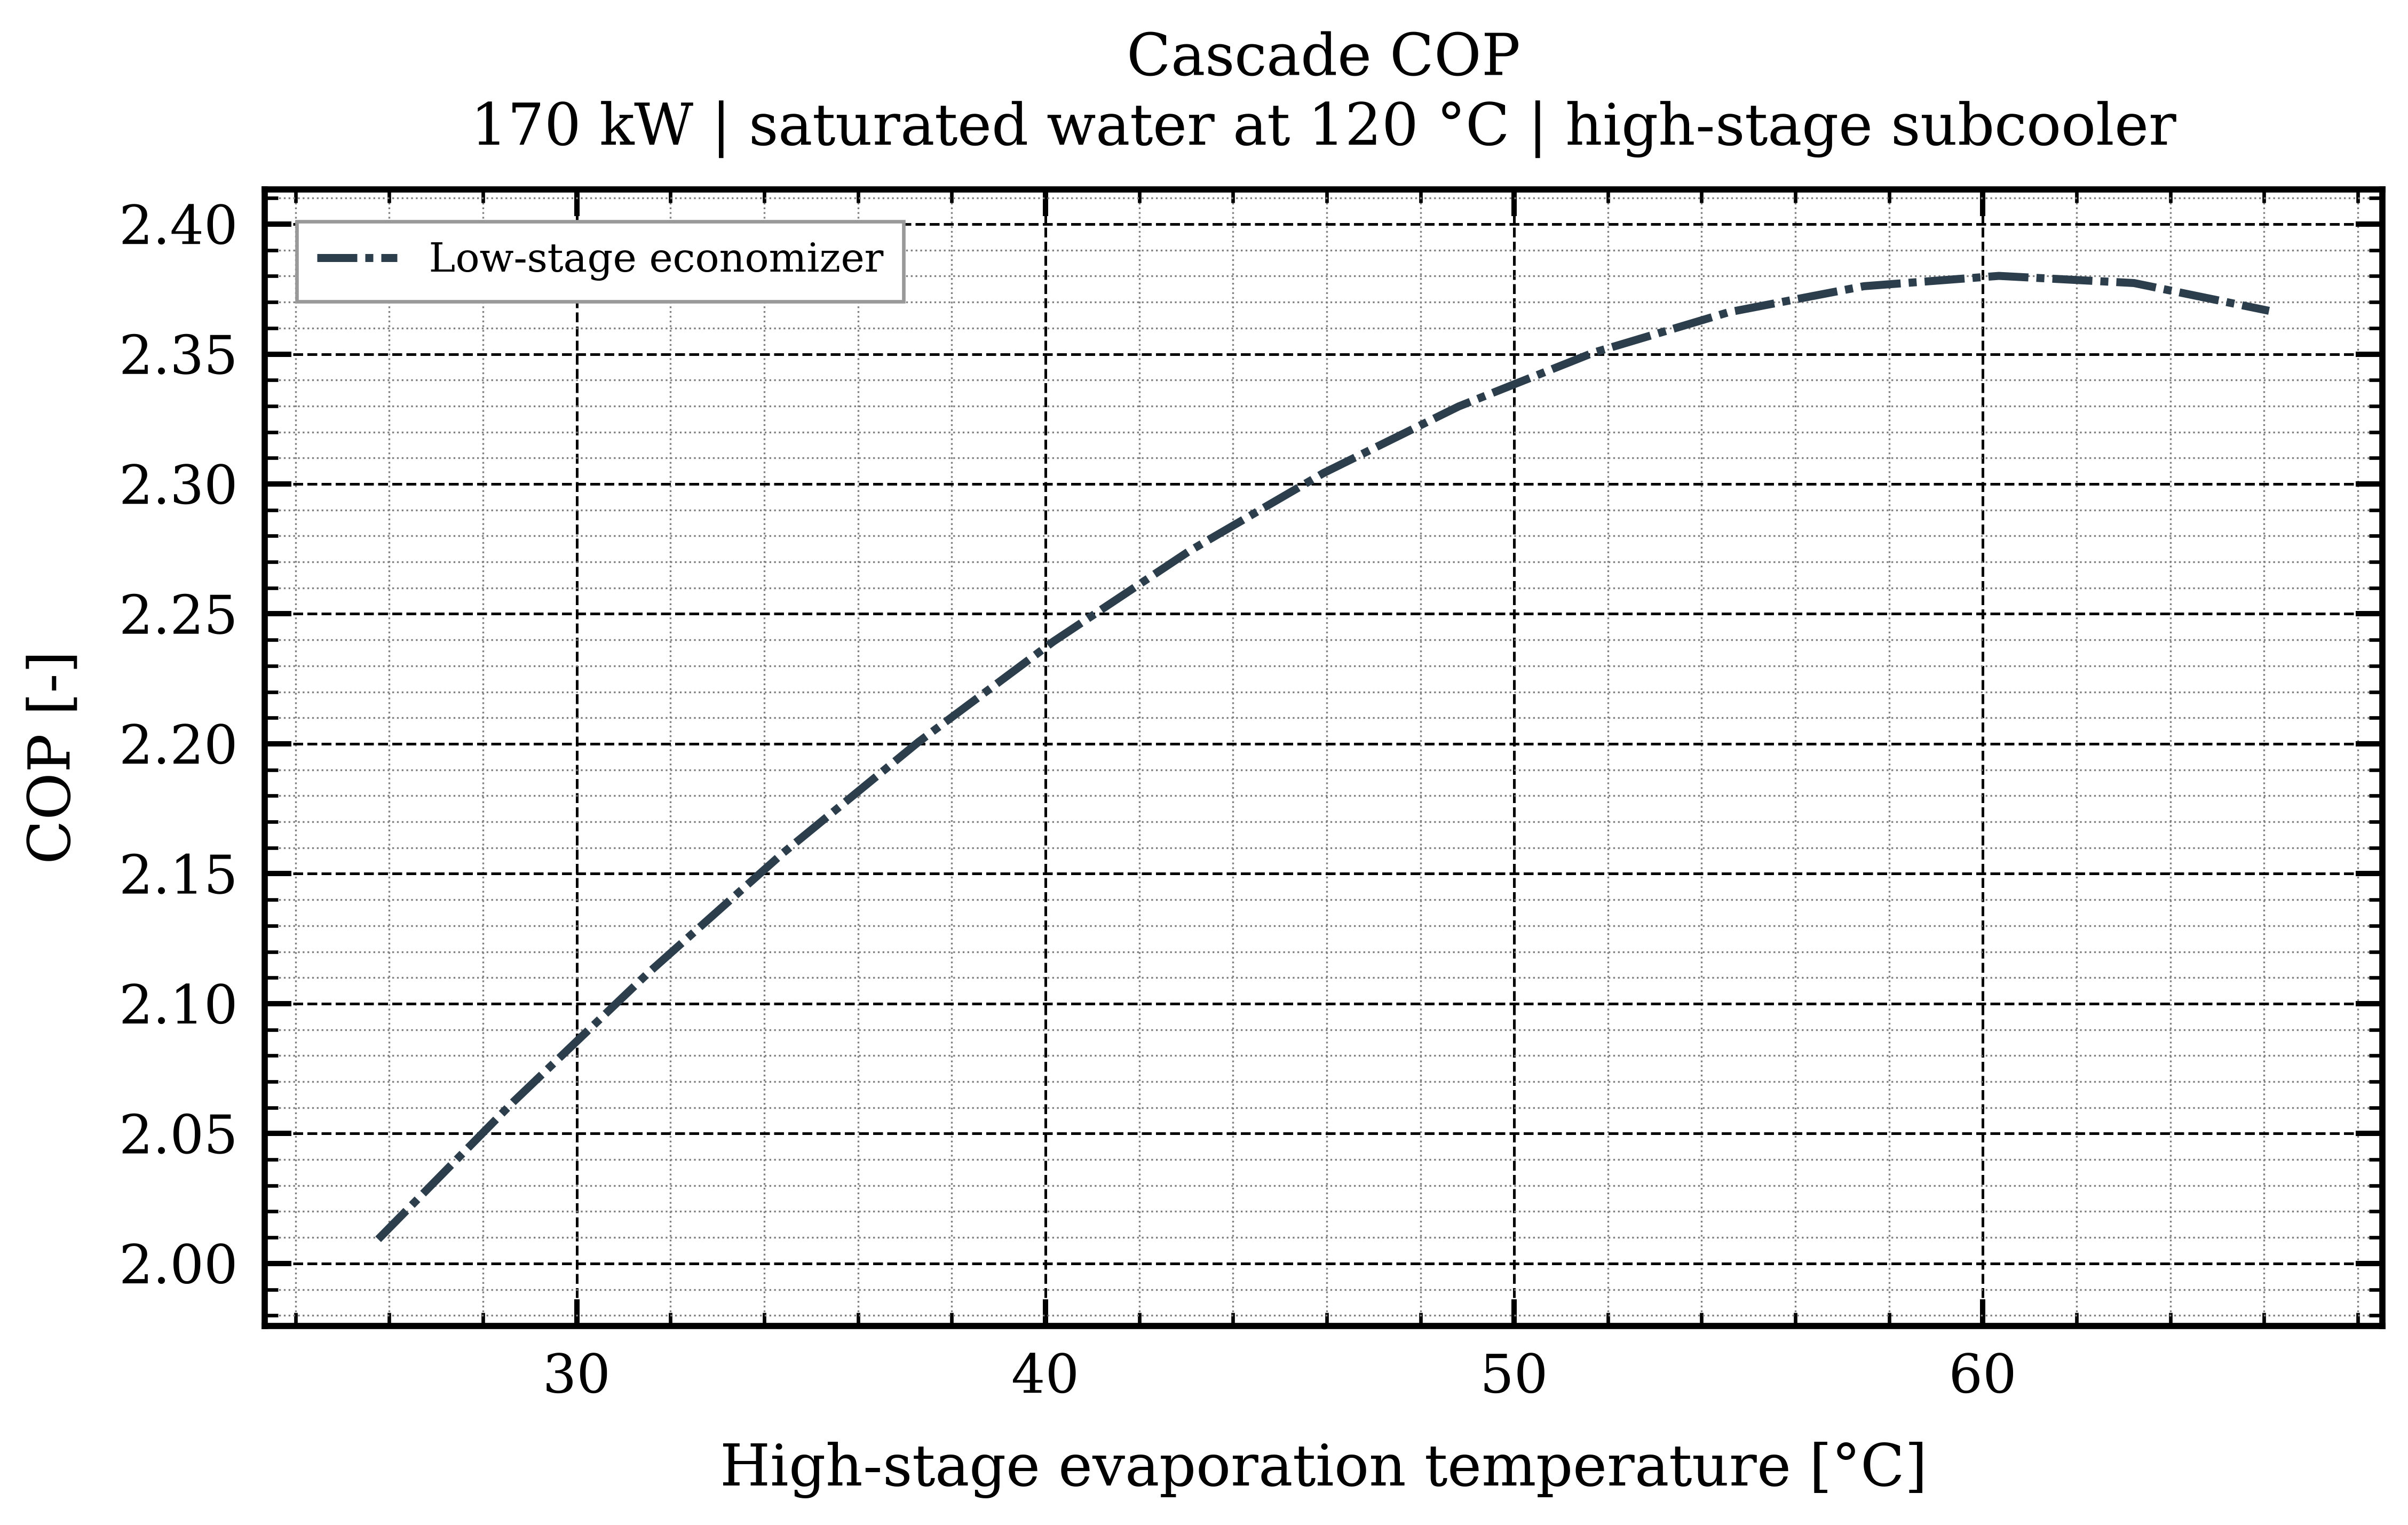 Cascade COP
170 kW | saturated water at 120 °C | high-stage subcooler
Low-stage economizer
COP [-]
2.40
2.35
2.30
2.25
2.20
2.15
2.10
2.05
2.00
30 40 50 60
High-stage evaporation temperature [°C]